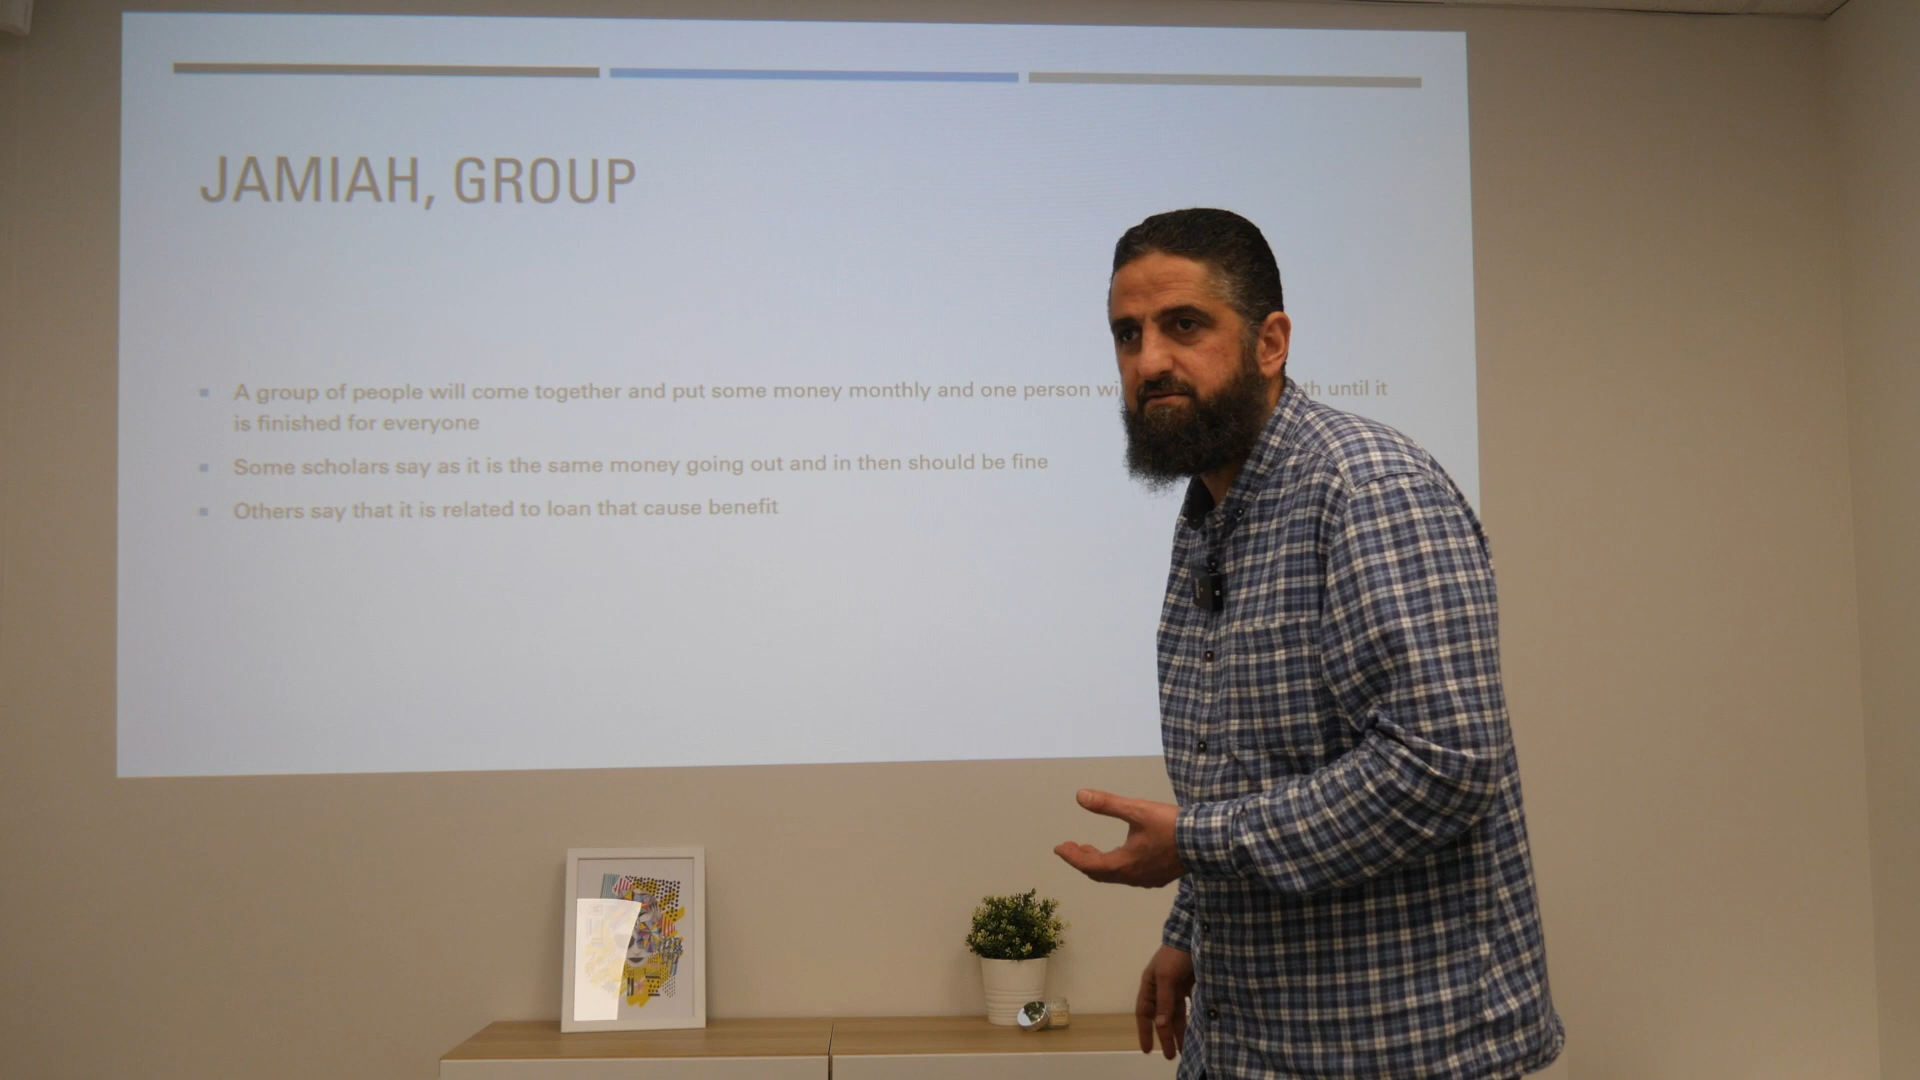 JAMIAH, GROUP
A group of people will come together and put some money monthly and one person until it
is finished for everyone
Some scholars say as it is the same money going out and in then should be fine
Others say that it is related to loan that cause benefit